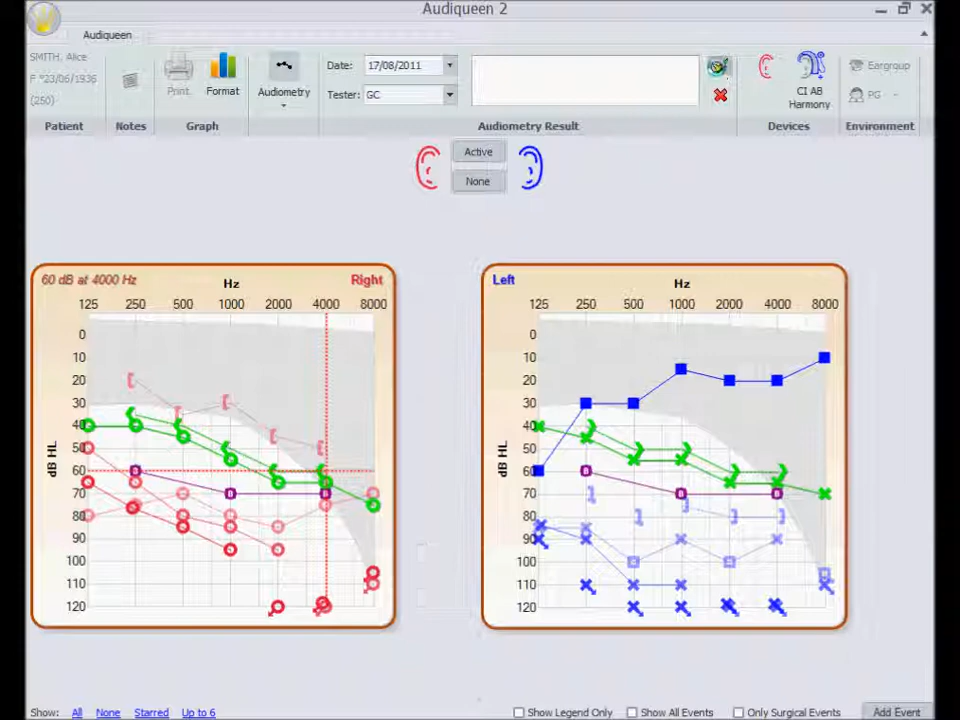 Audiqueen 2
Audiqueen
SMITH, Alice
F °23/06/1936
(250)
Patient
Notes
Print
Format
Graph
Audiometry
Date: 17/08/2011
Tester: GC
Audiometry Result
CI AB
Harmony
Devices
Eargroup
PG -
Environment
Active
None
60 dB at 4000 Hz
Hz
Right
125 250 500 1000 2000 4000 8000
0
10
20
30
40
50
60
70
80
90
100
110
120
dB HL
Left
Hz
125 250 500 1000 2000 4000 8000
0
10
20
30
40
50
60
70
80
90
100
110
120
dB HL
Show: All None Starred Up to 6
Show Legend Only Show All Events Only Surgical Events Add Event